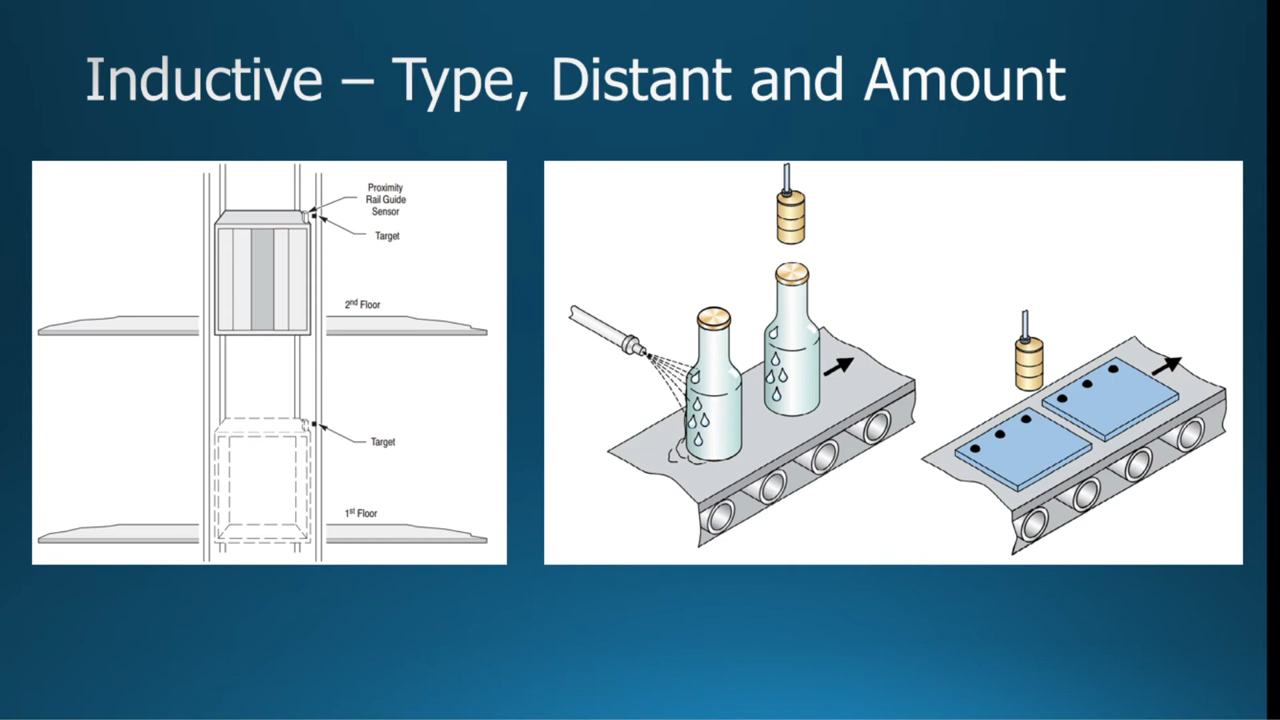 Inductive – Type, Distant and Amount
Proximity
Rail Guide
Sensor
Target
2nd Floor
Target
1st Floor